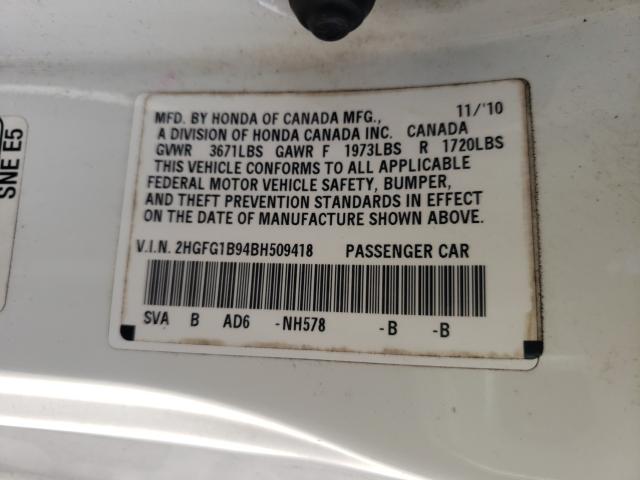 SNE E5
MFD. BY HONDA OF CANADA MFG., 11/'10
A DIVISION OF HONDA CANADA INC. CANADA
GVWR 3671LBS GAWR F 1973LBS R 1720LBS
THIS VEHICLE CONFORMS TO ALL APPLICABLE
FEDERAL MOTOR VEHICLE SAFETY, BUMPER,
AND THEFT PREVENTION STANDARDS IN EFFECT
ON THE DATE OF MANUFACTURE SHOWN ABOVE.
V.I.N. 2HGFG1B94BH509418 PASSENGER CAR
SVA B AD6 -NH578 -B -B